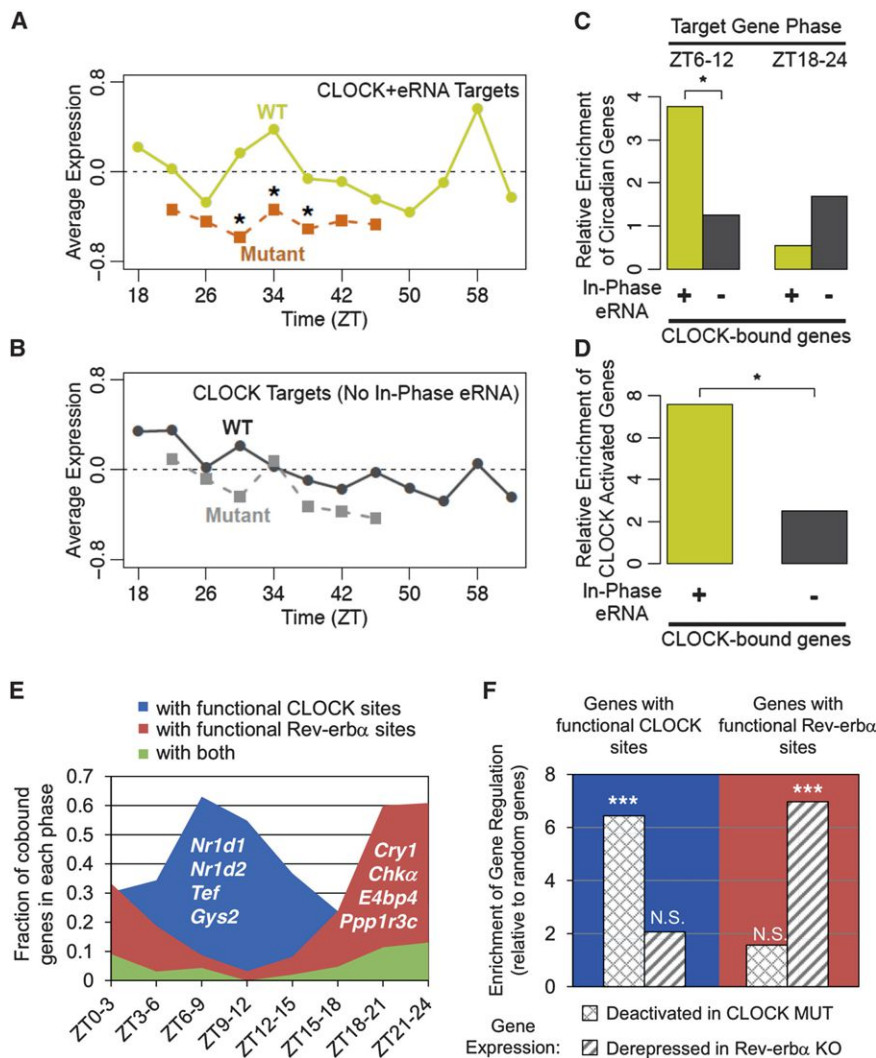 A
CLOCK+eRNA Targets
WT
Mutant
*
*
*
Average Expression
0.8
0.0
−0.8
18
26
34
42
50
58
Time (ZT)
B
CLOCK Targets (No In-Phase eRNA)
WT
Mutant
Average Expression
0.8
0.0
−0.8
18
26
34
42
50
58
Time (ZT)
C
Target Gene Phase
ZT6-12
ZT18-24
*
Relative Enrichment
of Circadian Genes
4
3
2
1
0
In-Phase
eRNA
+
-
+
-
CLOCK-bound genes
D
*
Relative Enrichment of
CLOCK Activated Genes
8
6
4
2
0
In-Phase
eRNA
+
-
CLOCK-bound genes
E
with functional CLOCK sites
with functional Rev-erbα sites
with both
Fraction of cobound
genes in each phase
0.7
0.6
0.5
0.4
0.3
0.2
0.1
0
Nr1d1
Nr1d2
Tef
Gys2
Cry1
Chkα
E4bp4
Ppp1r3c
ZT0-3
ZT3-6
ZT6-9
ZT9-12
ZT12-15
ZT15-18
ZT18-21
ZT21-24
F
Genes with
functional CLOCK
sites
Genes with
functional Rev-erbα
sites
Enrichment of Gene Regulation
(relative to random genes)
8
6
4
2
0
***
N.S.
N.S.
***
Gene
Expression:
Deactivated in CLOCK MUT
Derepressed in Rev-erbα KO